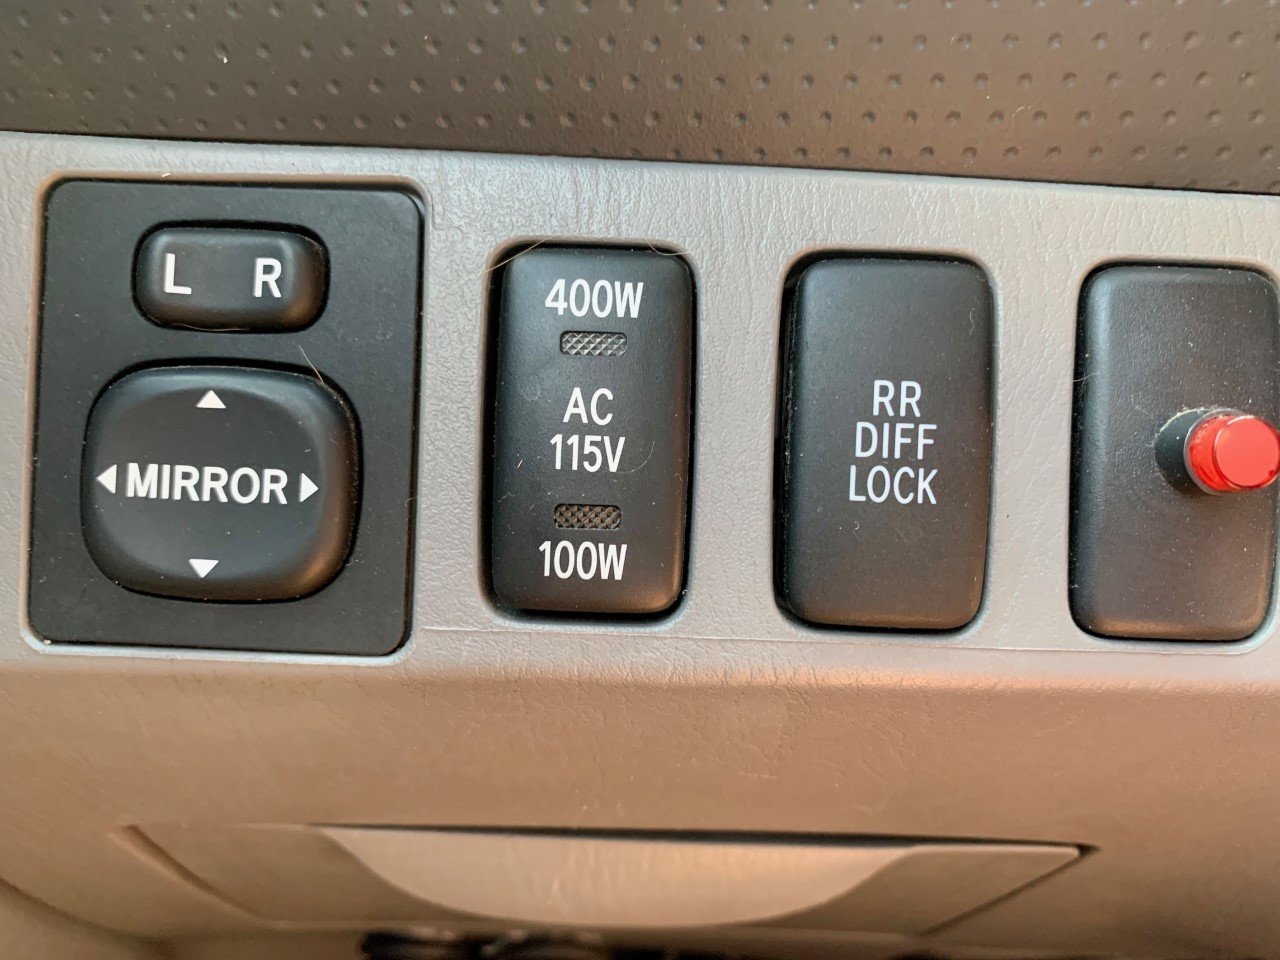 L R
MIRROR
400W
AC
115V
100W
RR
DIFF
LOCK